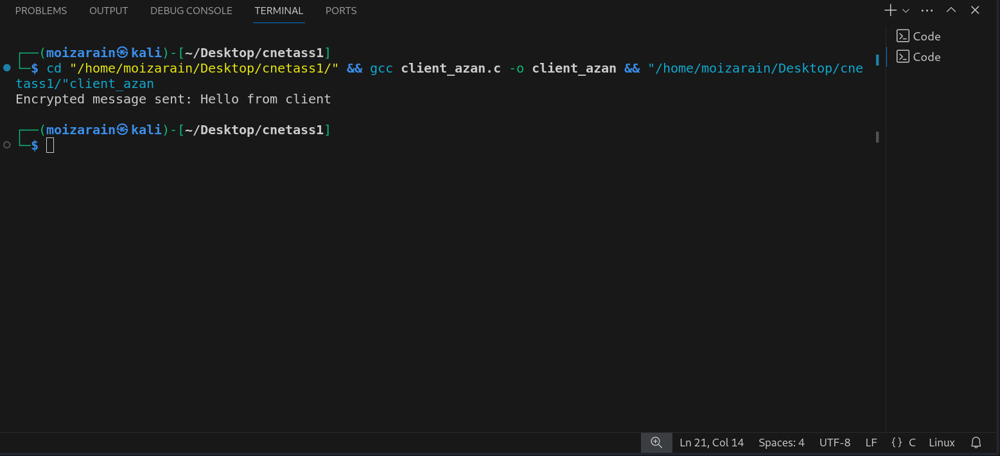 PROBLEMS OUTPUT DEBUG CONSOLE TERMINAL PORTS
Code
Code
┌──(moizarain㉿kali)-[~/Desktop/cnetass1]
└─$ cd "/home/moizarain/Desktop/cnetass1/" && gcc client_azan.c -o client_azan && "/home/moizarain/Desktop/cne
tass1/"client_azan
Encrypted message sent: Hello from client
┌──(moizarain㉿kali)-[~/Desktop/cnetass1]
└─$
Ln 21, Col 14 Spaces: 4 UTF-8 LF {} C Linux